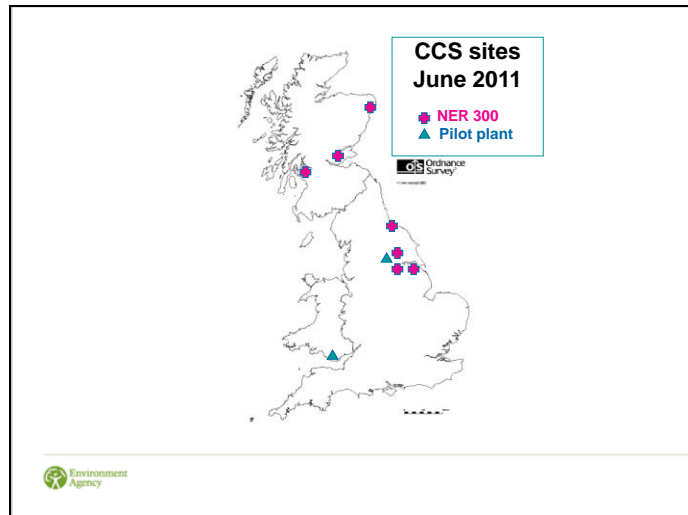 CCS sites
June 2011
NER 300
Pilot plant
Ordnance
Survey
Environment
Agency